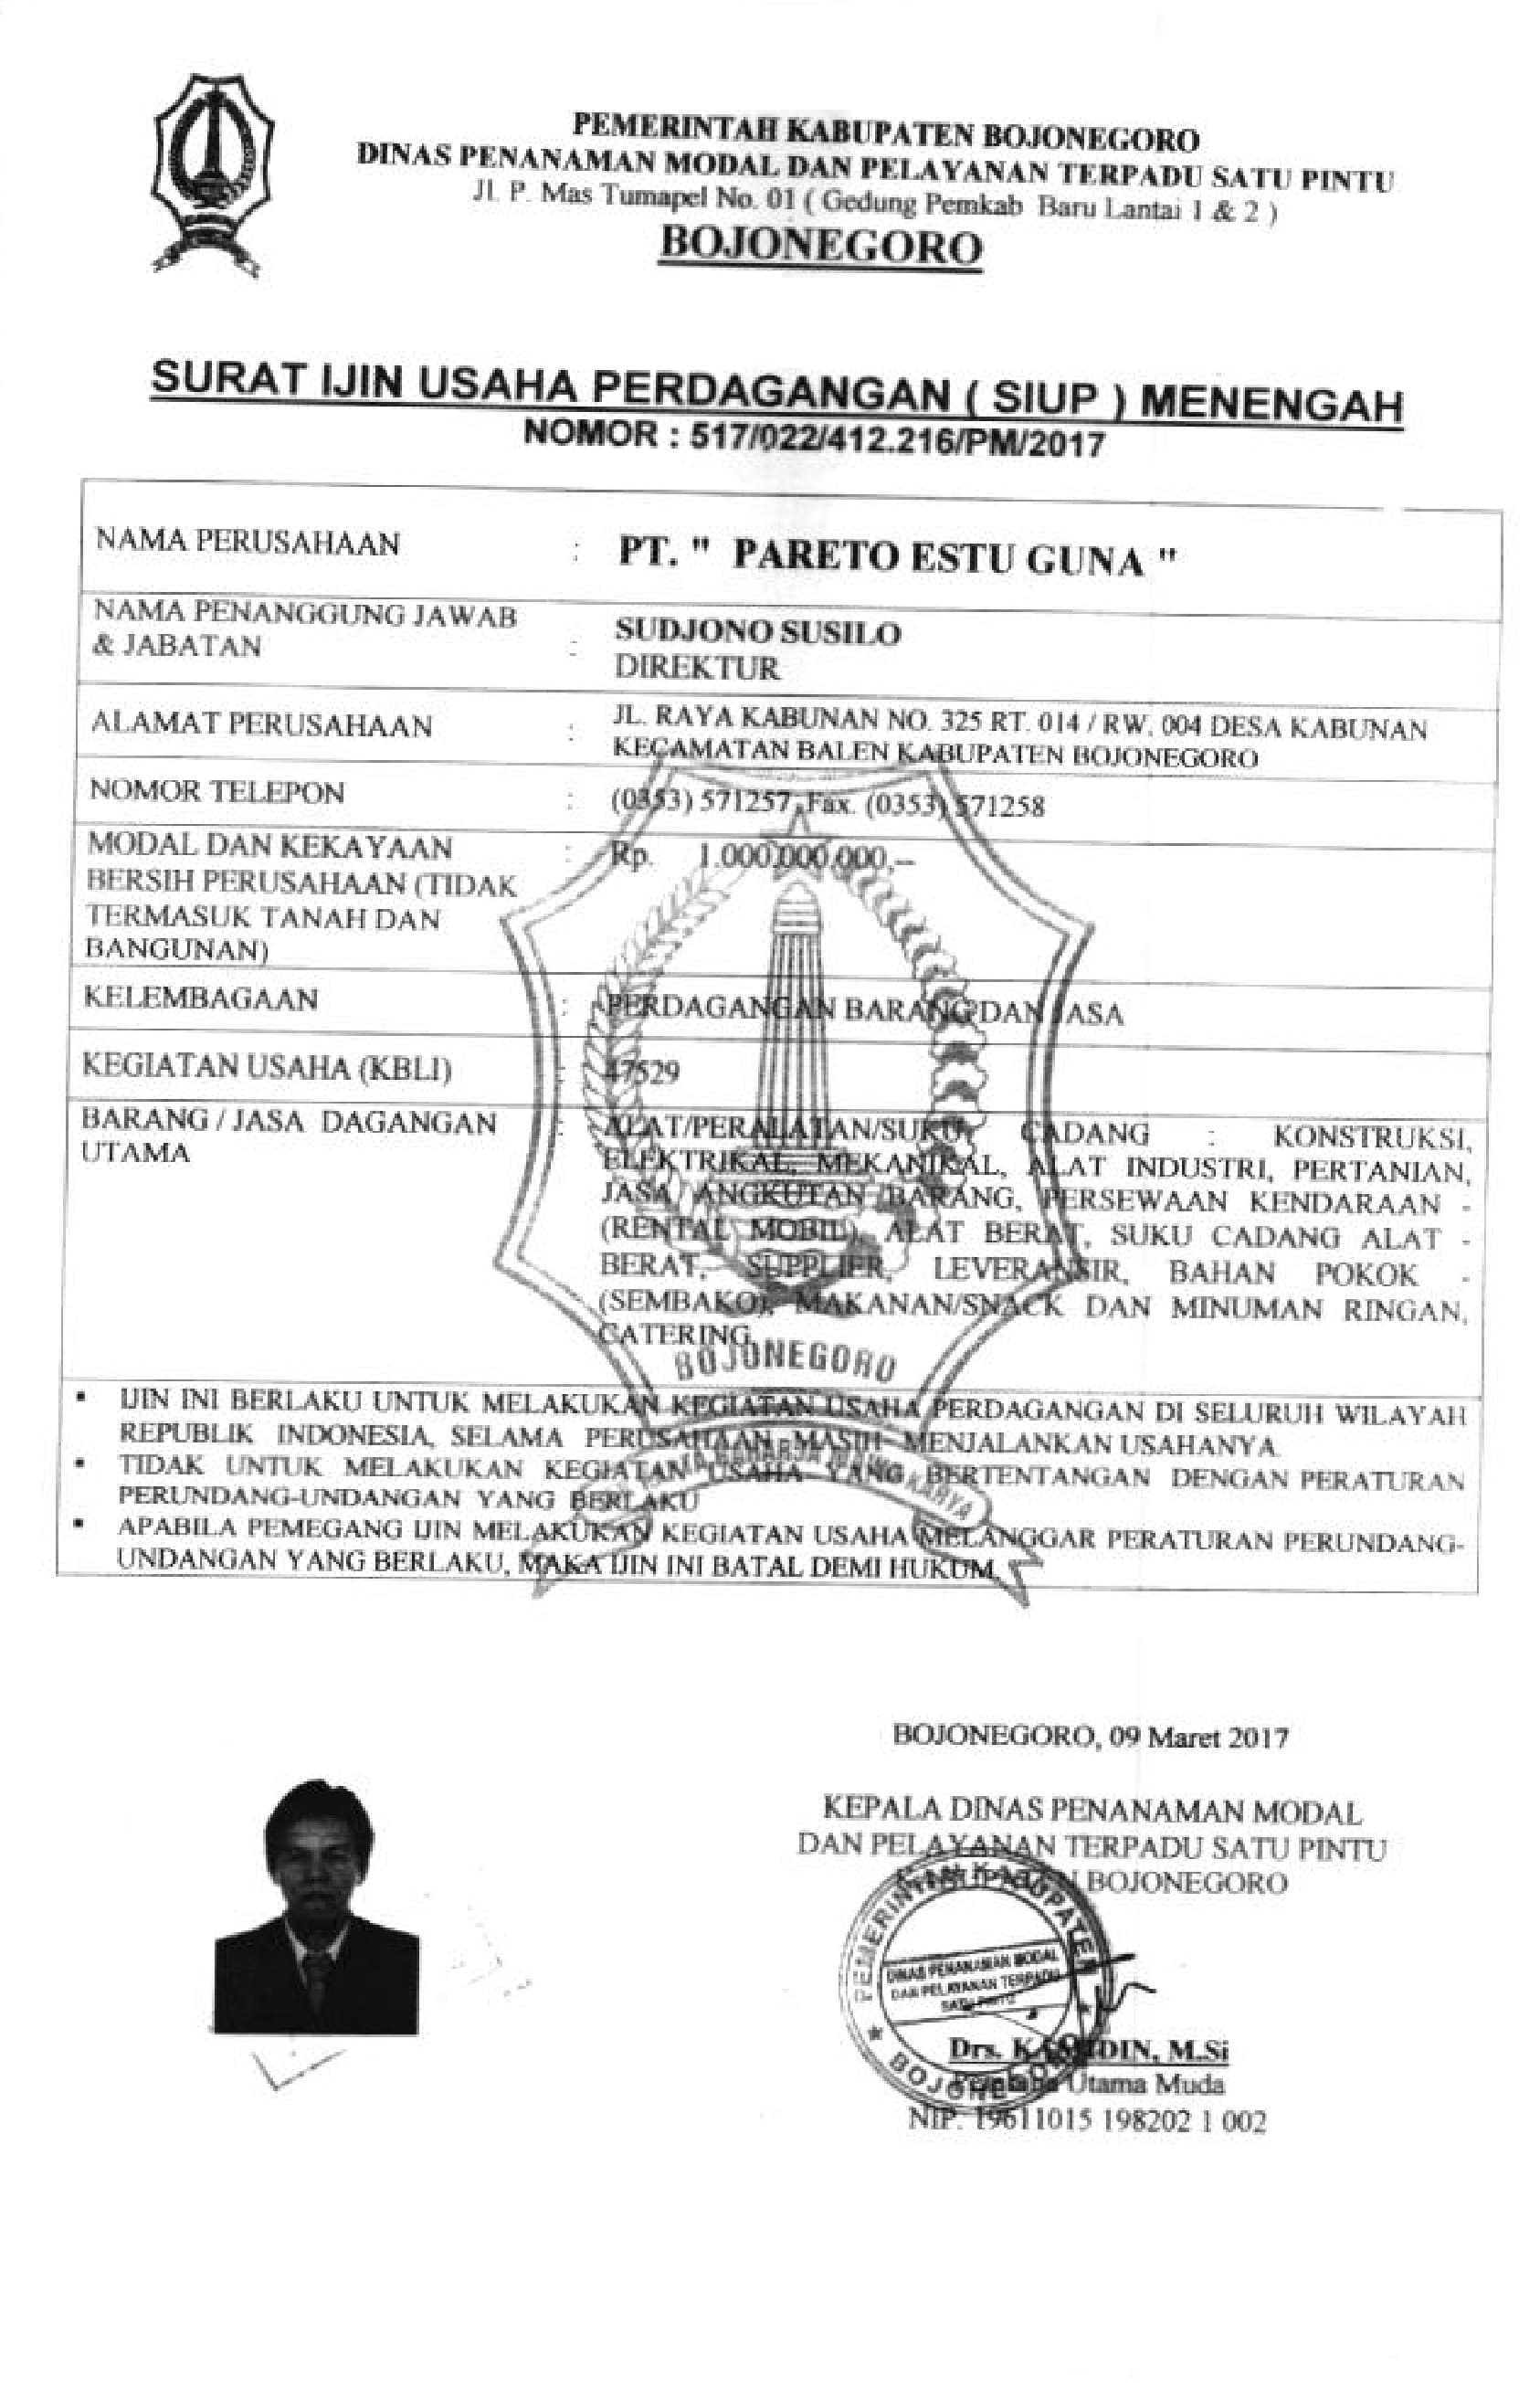 PEMERINTAH KABUPATEN BOJONEGORO
DINAS PENANAMAN MODAL DAN PELAYANAN TERPADU SATU PINTU
Jl. P. Mas Tumapel No. 01 ( Gedung Pemkab Baru Lantai 1 & 2 )
BOJONEGORO
SURAT IJIN USAHA PERDAGANGAN ( SIUP ) MENENGAH
NOMOR : 517/022/412.216/PM/2017
NAMA PERUSAHAAN : PT. " PARETO ESTU GUNA "
NAMA PENANGGUNG JAWAB
& JABATAN :
SUDJONO SUSILO
DIREKTUR
ALAMAT PERUSAHAAN :
JL. RAYA KABUNAN NO. 325 RT. 014 / RW. 004 DESA KABUNAN
KECAMATAN BALEN KABUPATEN BOJONEGORO
NOMOR TELEPON : (0353) 571257, Fax. (0353) 571258
MODAL DAN KEKAYAAN
BERSIH PERUSAHAAN (TIDAK
TERMASUK TANAH DAN
BANGUNAN)
: Rp. 1.000.000.000,--
KELEMBAGAAN : PERDAGANGAN BARANG DAN JASA
KEGIATAN USAHA (KBLI) : 47529
BARANG / JASA DAGANGAN
UTAMA
: ALAT/PERALATAN/SUKU CADANG : KONSTRUKSI,
ELEKTRIKAL, MEKANIKAL, ALAT INDUSTRI, PERTANIAN,
JASA ANGKUTAN BARANG, PERSEWAAN KENDARAAN -
(RENTAL MOBIL), ALAT BERAT, SUKU CADANG ALAT -
BERAT, SUPPLIER, LEVERANSIR, BAHAN POKOK -
(SEMBAKO), MAKANAN/SNACK DAN MINUMAN RINGAN,
CATERING.
BOJONEGORO
▪ IJIN INI BERLAKU UNTUK MELAKUKAN KEGIATAN USAHA PERDAGANGAN DI SELURUH WILAYAH
REPUBLIK INDONESIA, SELAMA PERUSAHAAN MASIH MENJALANKAN USAHANYA.
▪ TIDAK UNTUK MELAKUKAN KEGIATAN USAHA YANG BERTENTANGAN DENGAN PERATURAN
PERUNDANG-UNDANGAN YANG BERLAKU
▪ APABILA PEMEGANG IJIN MELAKUKAN KEGIATAN USAHA MELANGGAR PERATURAN PERUNDANG-
UNDANGAN YANG BERLAKU, MAKA IJIN INI BATAL DEMI HUKUM.
KARYA
BOJONEGORO, 09 Maret 2017
KEPALA DINAS PENANAMAN MODAL
DAN PELAYANAN TERPADU SATU PINTU
BOJONEGORO
PEMERINTAH KABUPATEN
DINAS PENANAMAN MODAL
DAN PELAYANAN TERPADU
SATU PINTU
BOJONEGORO
Drs. KAMIDIN, M.Si
Utama Muda
NIP. 19611015 198202 1 002